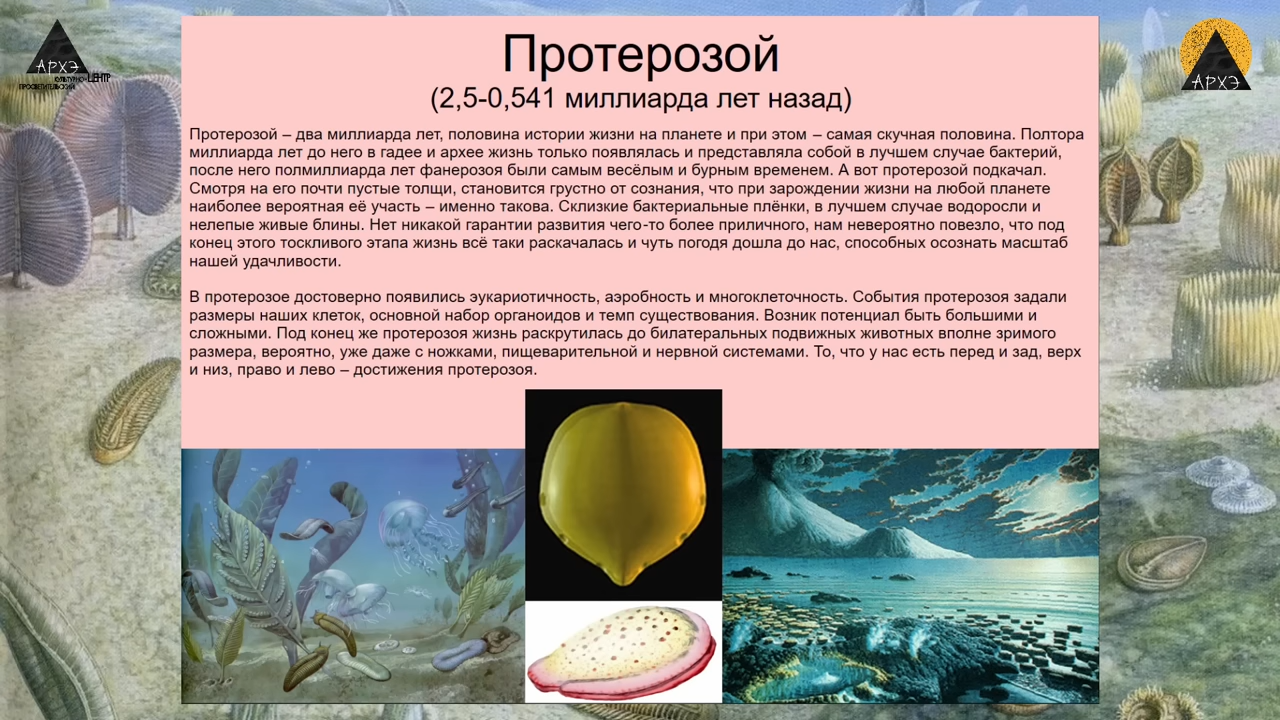 АРХЭ
КУЛЬТУРНО-ЦЕНТР
ПРОСВЕТИТЕЛЬСКИЙ
АРХЭ
Протерозой
(2,5-0,541 миллиарда лет назад)
Протерозой – два миллиарда лет, половина истории жизни на планете и при этом – самая скучная половина. Полтора
миллиарда лет до него в гадее и архее жизнь только появлялась и представляла собой в лучшем случае бактерий,
после него полмиллиарда лет фанерозоя были самым весёлым и бурным временем. А вот протерозой подкачал.
Смотря на его почти пустые толщи, становится грустно от сознания, что при зарождении жизни на любой планете
наиболее вероятная её участь – именно такова. Склизкие бактериальные плёнки, в лучшем случае водоросли и
нелепые живые блины. Нет никакой гарантии развития чего-то более приличного, нам невероятно повезло, что под
конец этого тоскливого этапа жизнь всё таки раскачалась и чуть погодя дошла до нас, способных осознать масштаб
нашей удачливости.
В протерозое достоверно появились эукариотичность, аэробность и многоклеточность. События протерозоя задали
размеры наших клеток, основной набор органоидов и темп существования. Возник потенциал быть большими и
сложными. Под конец же протерозоя жизнь раскрутилась до билатеральных подвижных животных вполне зримого
размера, вероятно, уже даже с ножками, пищеварительной и нервной системами. То, что у нас есть перед и зад, верх
и низ, право и лево – достижения протерозоя.